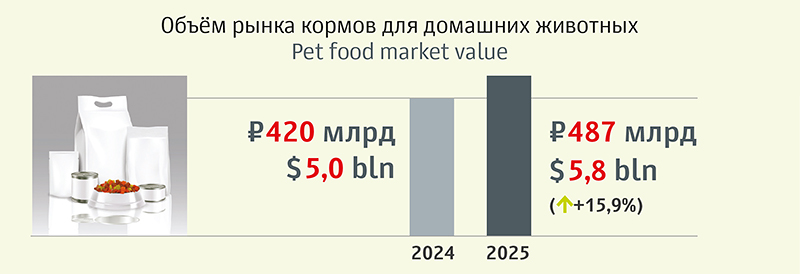 Объём рынка кормов для домашних животных
Pet food market value
₽420 млрд
$5,0 bln
₽487 млрд
$5,8 bln
(↑+15,9%)
2024
2025